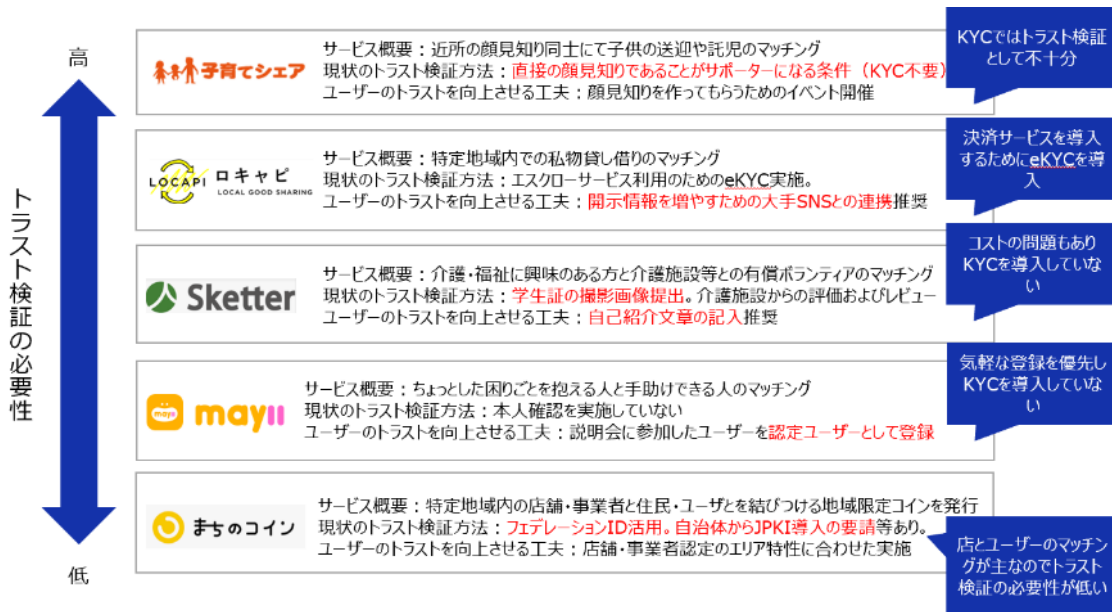 高
トラスト検証の必要性
低
子育てシェア
サービス概要：近所の顔見知り同士にて子供の送迎や託児のマッチング
現状のトラスト検証方法：直接の顔見知りであることがサポーターになる条件（KYC不要）
ユーザーのトラストを向上させる工夫：顔見知りを作ってもらうためのイベント開催
KYCではトラスト検証
として不十分
LOCAPI
ロキャピ
LOCAL GOOD SHARING
サービス概要：特定地域内での私物貸し借りのマッチング
現状のトラスト検証方法：エスクローサービス利用のためのeKYC実施。
ユーザーのトラストを向上させる工夫：開示情報を増やすための大手SNSとの連携推奨
決済サービスを導入
するためにeKYCを導
入
Sketter
サービス概要：介護・福祉に興味のある方と介護施設等との有償ボランティアのマッチング
現状のトラスト検証方法：学生証の撮影画像提出。介護施設からの評価およびレビュー
ユーザーのトラストを向上させる工夫：自己紹介文章の記入推奨
コストの問題もあり
KYCを導入していな
い
mayii
mayii
サービス概要：ちょっとした困りごとを抱える人と手助けできる人のマッチング
現状のトラスト検証方法：本人確認を実施していない
ユーザーのトラストを向上させる工夫：説明会に参加したユーザーを認定ユーザーとして登録
気軽な登録を優先し
KYCを導入していな
い
まちのコイン
サービス概要：特定地域内の店舗・事業者と住民・ユーザとを結びつける地域限定コインを発行
現状のトラスト検証方法：フェデレーションID活用。自治体からJPKI導入の要請等あり。
ユーザーのトラストを向上させる工夫：店舗・事業者認定のエリア特性に合わせた実施
店とユーザーのマッチン
グが主なのでトラスト
検証の必要性が低い